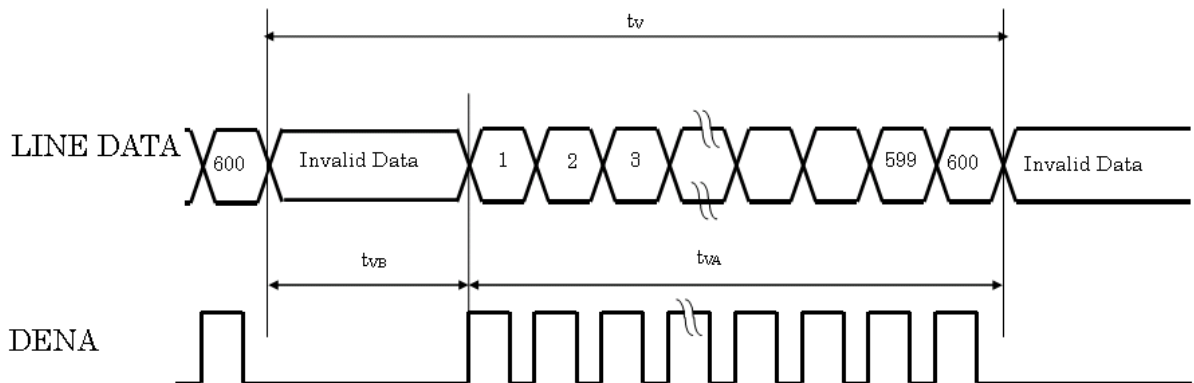 tV
LINE DATA
600
Invalid Data
1
2
3
599
600
Invalid Data
tVB
tVA
DENA